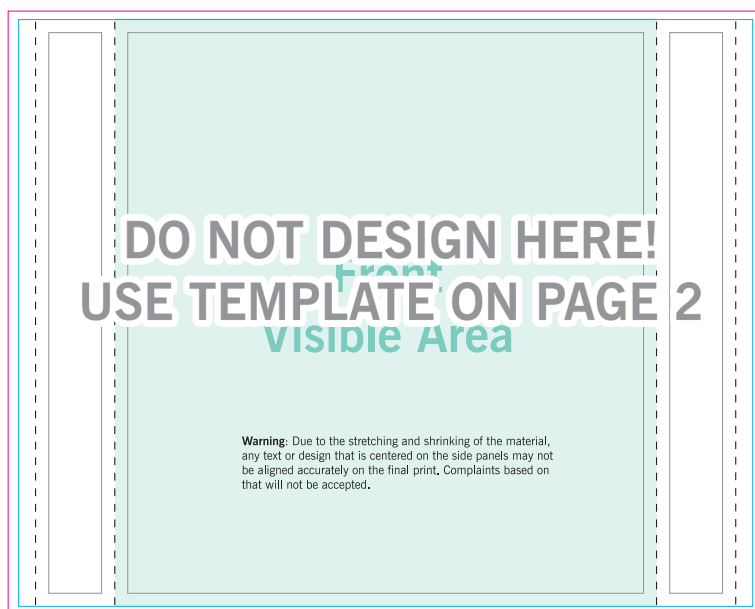 DO NOT DESIGN HERE!
Front
USE TEMPLATE ON PAGE 2
Visible Area
Warning: Due to the stretching and shrinking of the material,
any text or design that is centered on the side panels may not
be aligned accurately on the final print. Complaints based on
that will not be accepted.